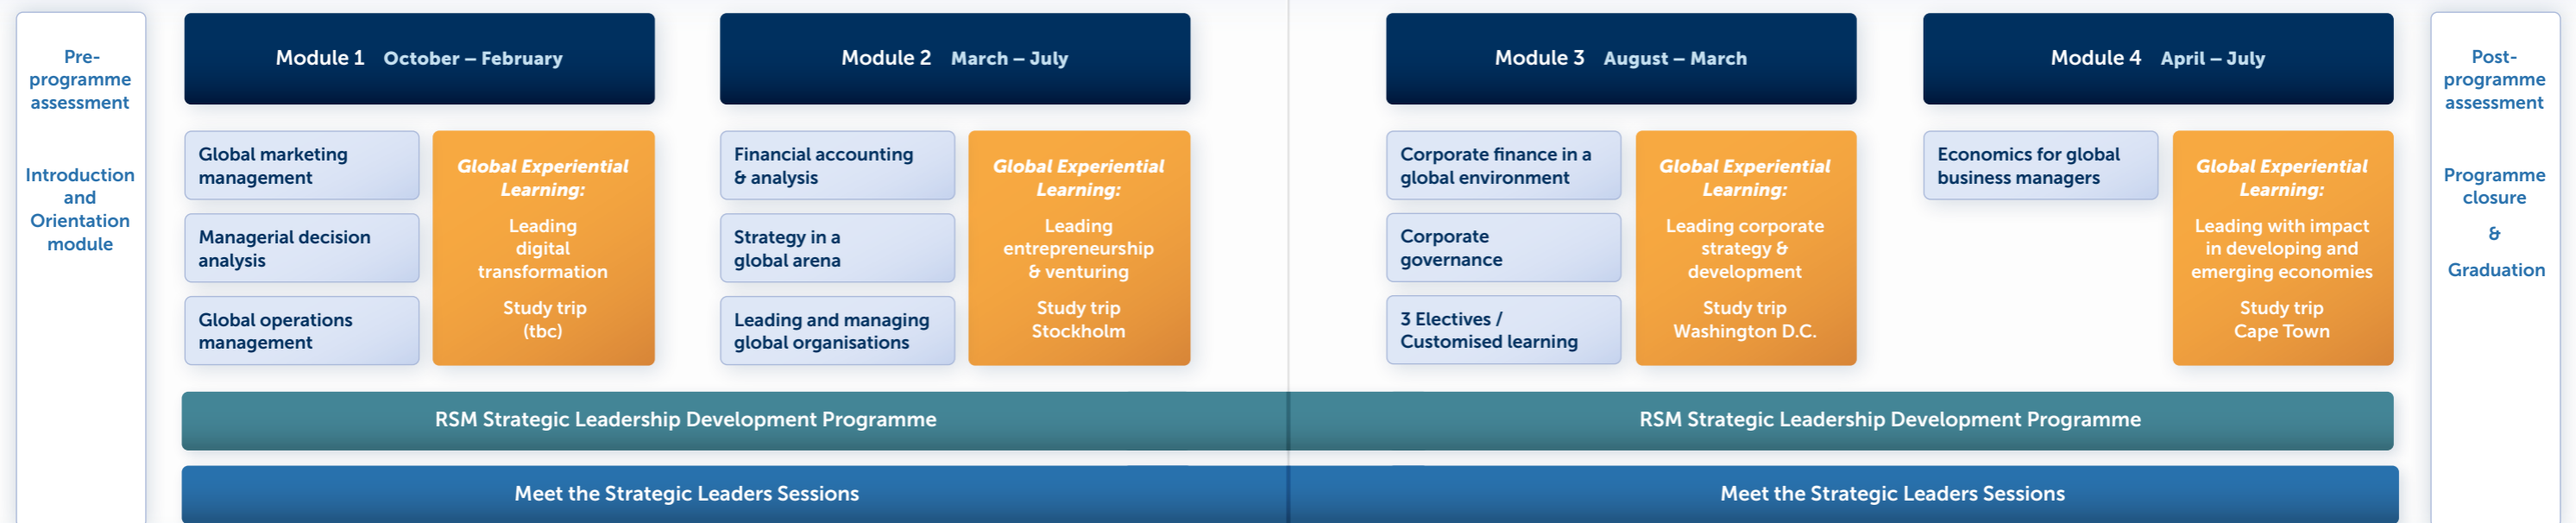 Pre-
programme
assessment
Introduction
and
Orientation
module
Module 1 October – February
Global marketing
management
Managerial decision
analysis
Global operations
management
Global Experiential
Learning:
Leading
digital
transformation
Study trip
(tbc)
Module 2 March – July
Financial accounting
& analysis
Strategy in a
global arena
Leading and managing
global organisations
Global Experiential
Learning:
Leading
entrepreneurship
& venturing
Study trip
Stockholm
Module 3 August – March
Corporate finance in a
global environment
Corporate
governance
3 Electives /
Customised learning
Global Experiential
Learning:
Leading corporate
strategy &
development
Study trip
Washington D.C.
Module 4 April – July
Economics for global
business managers
Global Experiential
Learning:
Leading with impact
in developing and
emerging economies
Study trip
Cape Town
RSM Strategic Leadership Development Programme
RSM Strategic Leadership Development Programme
Meet the Strategic Leaders Sessions
Meet the Strategic Leaders Sessions
Post-
programme
assessment
Programme
closure
&
Graduation